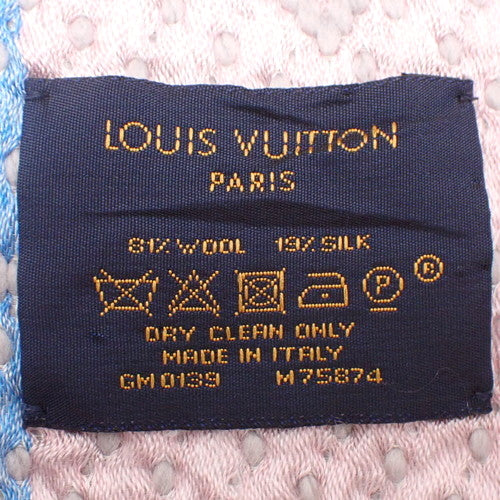 LOUIS VUITTON
PARIS
81% WOOL 19% SILK
P ®
DRY CLEAN ONLY
MADE IN ITALY
GM0139 M75874